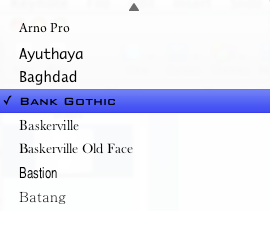 Arno Pro
Ayuthaya
Baghdad
✓ Bank Gothic
Baskerville
Baskerville Old Face
Bastion
Batang